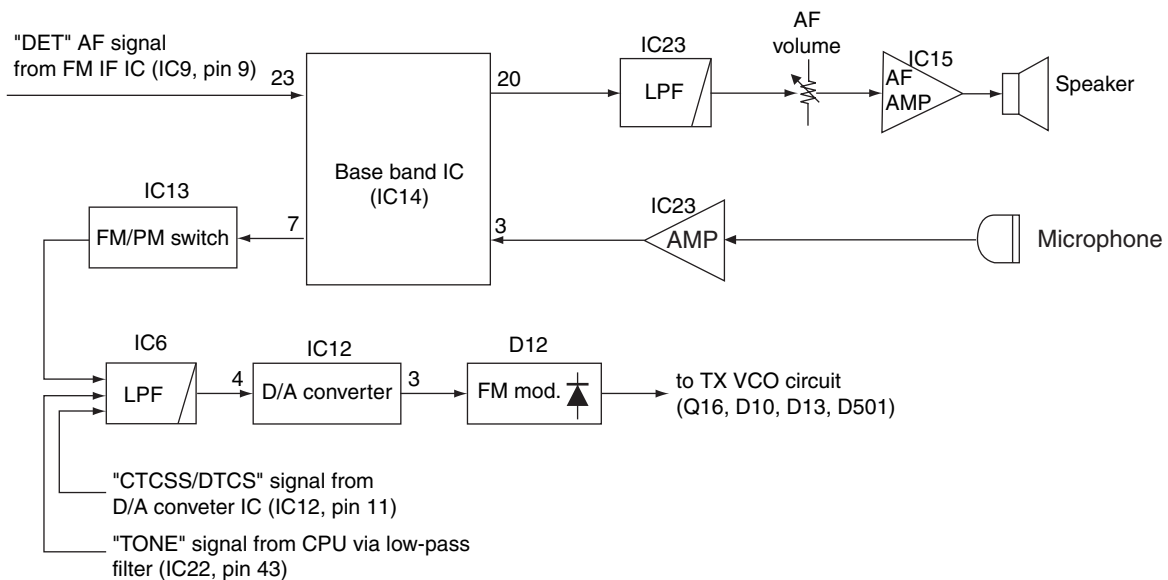 "DET" AF signal
from FM IF IC (IC9, pin 9)
23
Base band IC
(IC14)
20
IC23
LPF
AF
volume
IC15
AF
AMP
Speaker
IC13
FM/PM switch
7
3
IC23
AMP
Microphone
IC6
LPF
4
IC12
D/A converter
3
D12
FM mod.
to TX VCO circuit
(Q16, D10, D13, D501)
"CTCSS/DTCS" signal from
D/A conveter IC (IC12, pin 11)
"TONE" signal from CPU via low-pass
filter (IC22, pin 43)